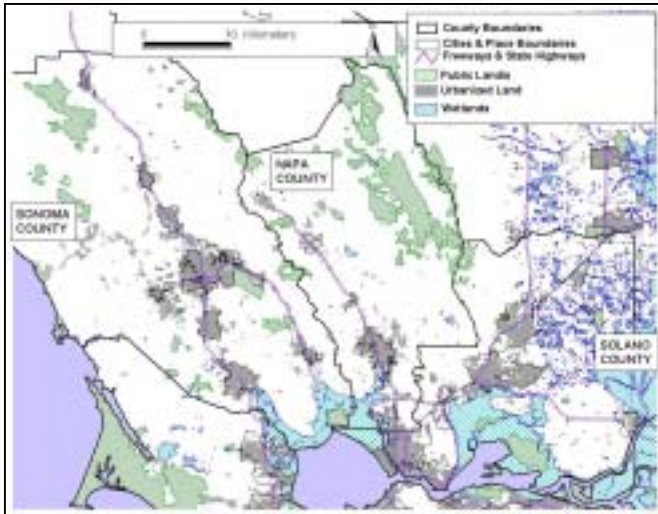 0 10 kilometers
County Boundaries
Cities & Place Boundaries
Freeways & State Highways
Public Lands
Urbanized Land
Wetlands
NAPA
COUNTY
SONOMA
COUNTY
SOLANO
COUNTY